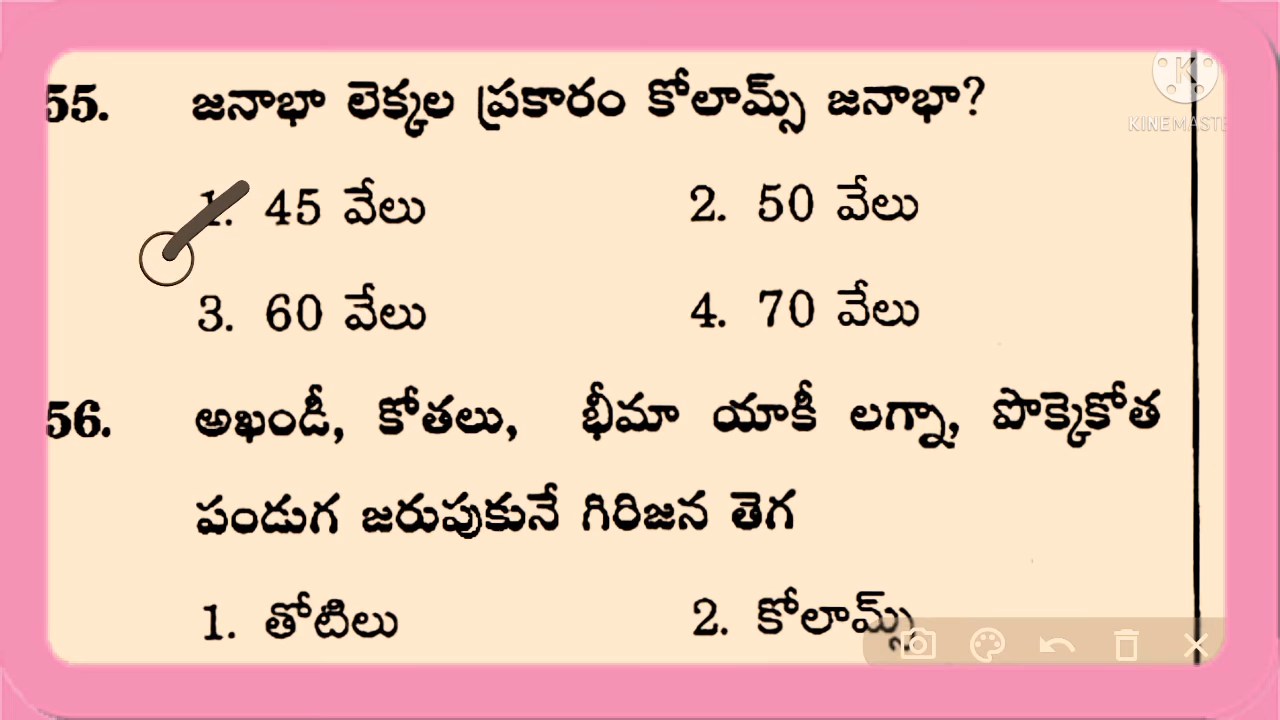 55. జనాభా లెక్కల ప్రకారం కోలామ్స్ జనాభా?
1. 45 వేలు 2. 50 వేలు
3. 60 వేలు 4. 70 వేలు
56. అఖండీ, కోతలు, భీమా యాకీ లగ్నా, పొక్కెకోత
పండుగ జరుపుకునే గిరిజన తెగ
1. తోటిలు 2. కోలామ్స్
K
KINEMASTE